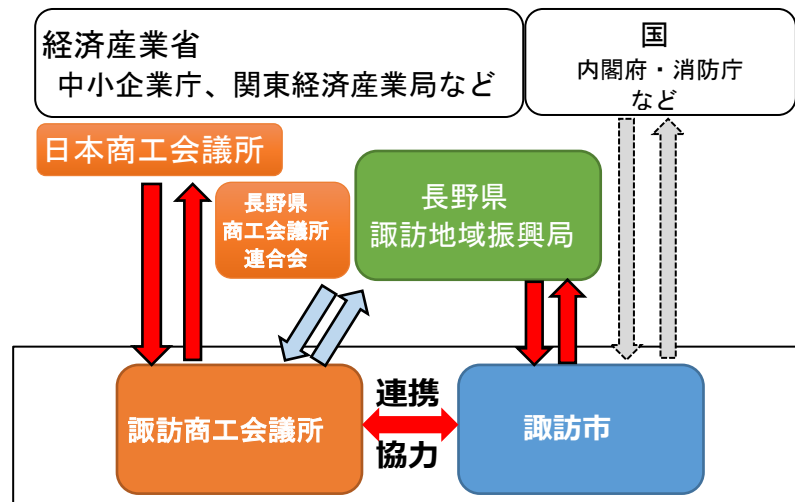 経済産業省
中小企業庁、関東経済産業局など
国
内閣府・消防庁
など
日本商工会議所
長野県
商工会議所
連合会
長野県
諏訪地域振興局
諏訪商工会議所
連携
協力
諏訪市